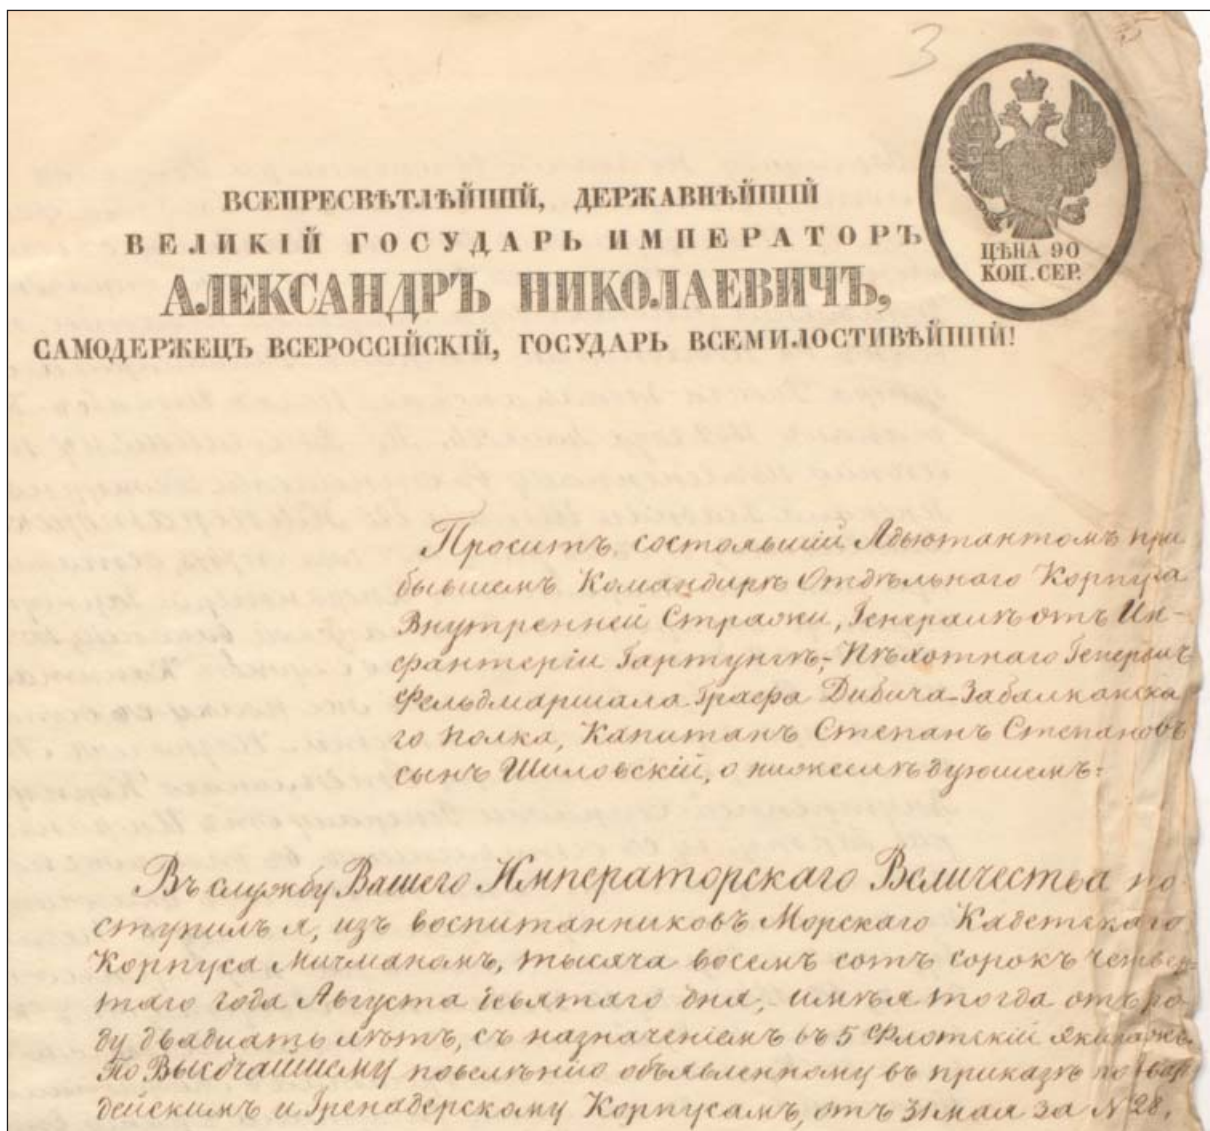 3
ВСЕПРЕСВѢТЛѢЙШІЙ, ДЕРЖАВНѢЙШІЙ
ВЕЛИКІЙ ГОСУДАРЬ ИМПЕРАТОРЪ
АЛЕКСАНДРЪ НИКОЛАЕВИЧЪ,
САМОДЕРЖЕЦЪ ВСЕРОССІЙСКІЙ, ГОСУДАРЬ ВСЕМИЛОСТИВѢЙШІЙ!
ЦѢНА 90
КОП. СЕР.
Проситъ, состоявшій Адъютантомъ при
бывшемъ Командирѣ Отдѣльнаго Корпуса
Внутренней Стражи, Генералѣ отъ Ин-
фантеріи Гартунгѣ,- Пѣхотнаго Генералъ
Фельдмаршала Графа Дибича-Забалканска
го полка, Капитанъ Степанъ Степановъ
сынъ Шиловскій, о нижеслѣдующемъ:
Въ службу Вашего Императорскаго Величества по
ступилъ я, изъ воспитанниковъ Морскаго Кадетскаго
Корпуса Мичманомъ, тысяча восемь сотъ сорокъ четвер-
таго года Августа девятаго дня, имѣя тогда отъ ро
ду двадцать лѣтъ, съ назначеніемъ въ 5 Флотскій Экипажъ.
По Высочайшему повелѣнію объявленному въ приказѣ по Гвар
дейскимъ и Гренадерскому Корпусамъ, отъ 31 мая за № 28,